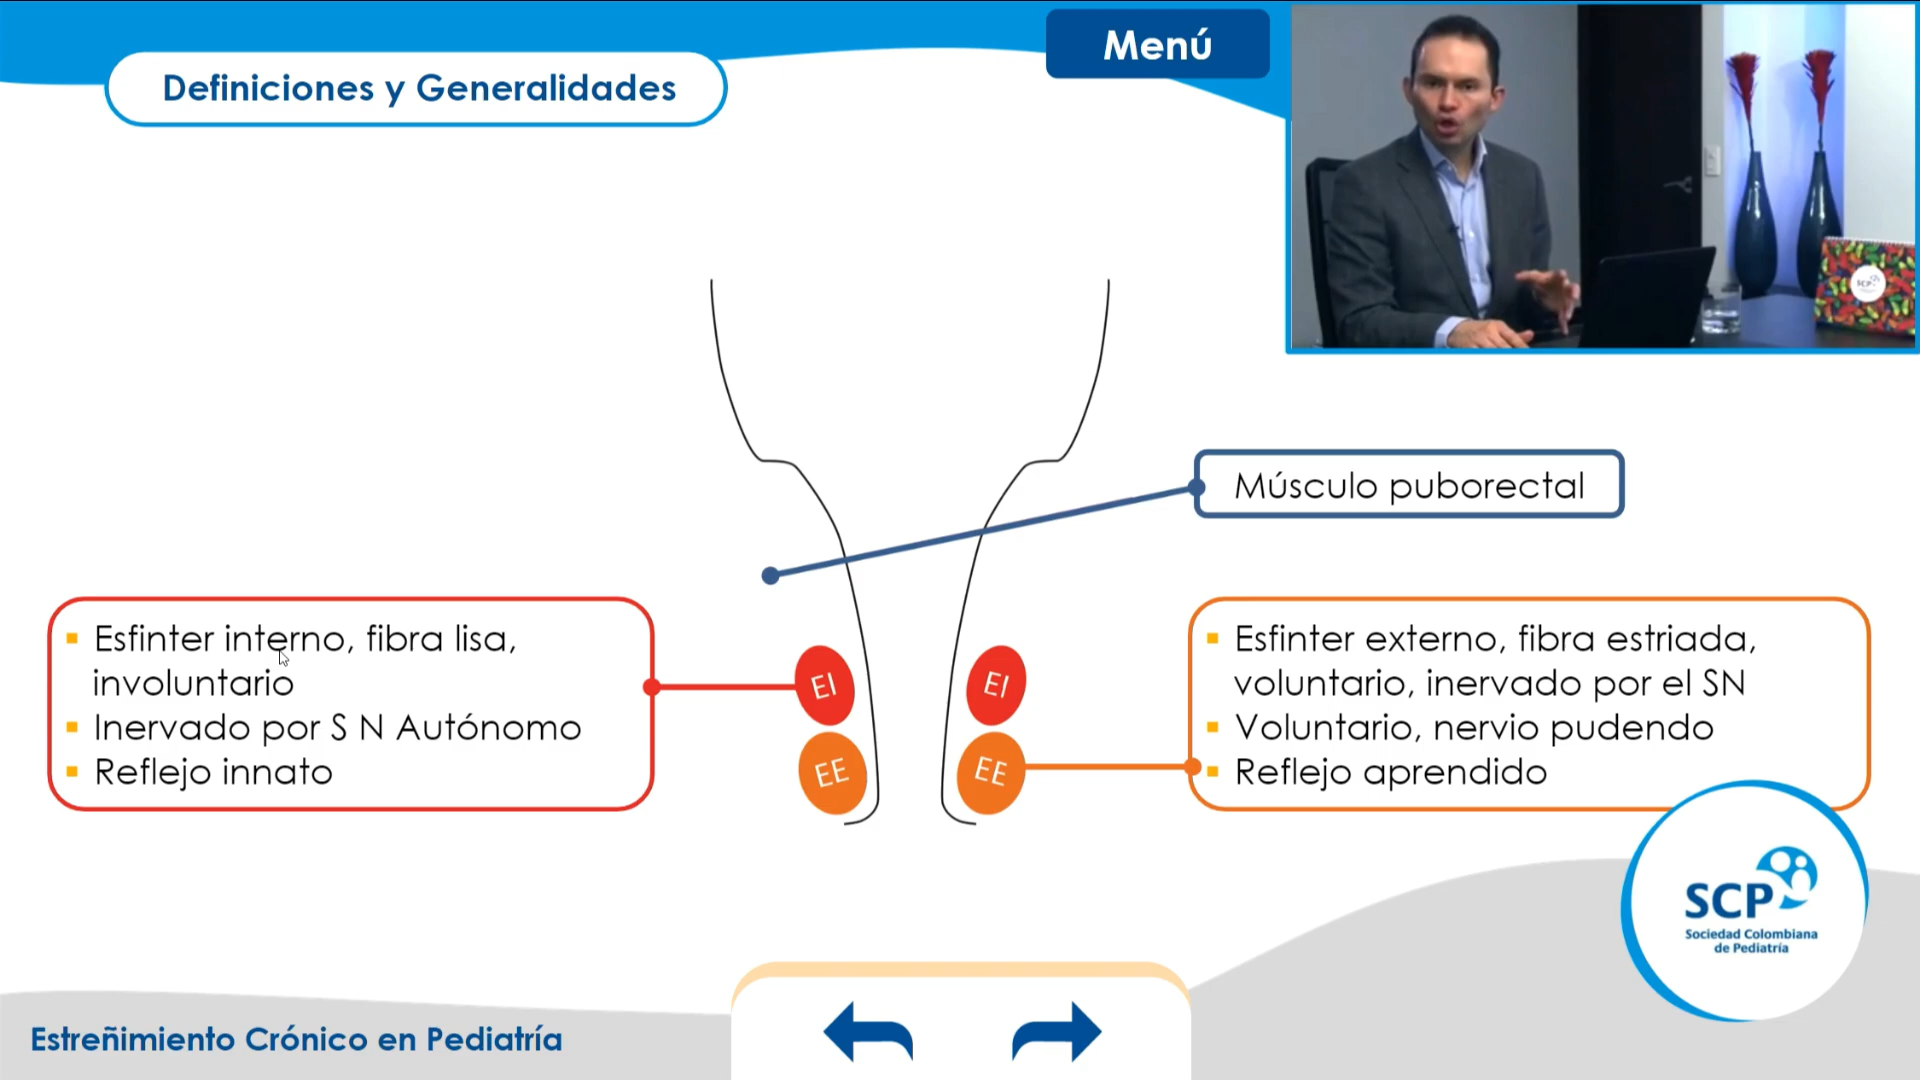 Menú
Definiciones y Generalidades
SCP
Músculo puborectal
Esfinter interno, fibra lisa,
involuntario
Inervado por S N Autónomo
Reflejo innato
EI
EI
EE
EE
Esfinter externo, fibra estriada,
voluntario, inervado por el SN
Voluntario, nervio pudendo
Reflejo aprendido
SCP
Sociedad Colombiana
de Pediatría
Estreñimiento Crónico en Pediatría